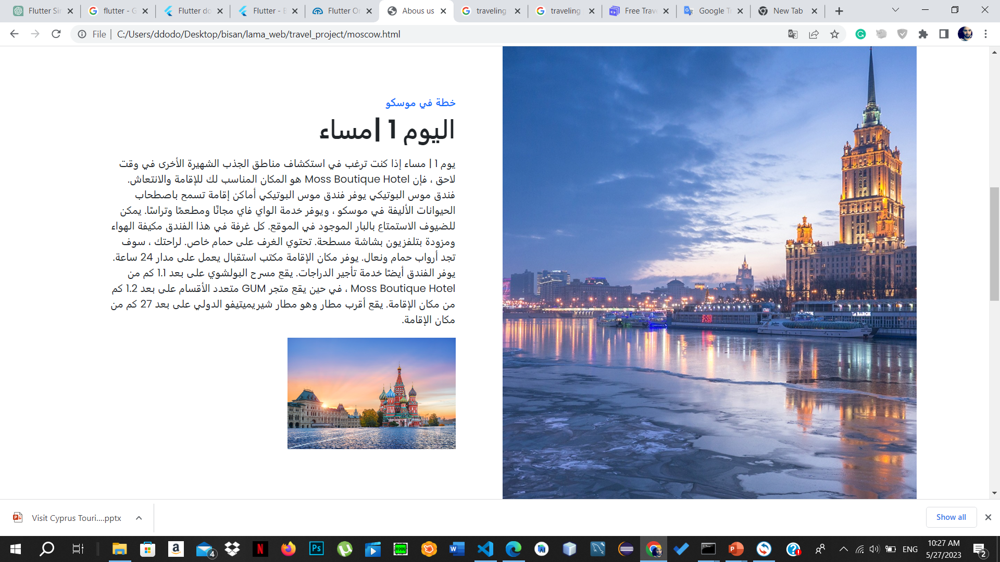 Flutter Sir
flutter - G
Flutter do
Flutter - B
Flutter Or
Abous us
traveling
traveling
Free Trav
Google Tr
New Tab
File
C:/Users/ddodo/Desktop/bisan/lama_web/travel_project/moscow.html
خطة في موسكو
اليوم 1 |مساء
يوم 1 | مساء إذا كنت ترغب في استكشاف مناطق الجذب الشهيرة الأخرى في وقت
لاحق ، فإن Moss Boutique Hotel هو المكان المناسب لك للإقامة والانتعاش.
فندق موس البوتيكي يوفر فندق موس البوتيكي أماكن إقامة تسمح باصطحاب
الحيوانات الأليفة في موسكو ، ويوفر خدمة الواي فاي مجانًا ومطعمًا وتراسًا. يمكن
للضيوف الاستمتاع بالبار الموجود في الموقع. كل غرفة في هذا الفندق مكيفة الهواء
ومزودة بتلفزيون بشاشة مسطحة. تحتوي الغرف على حمام خاص. لراحتك ، سوف
تجد أرواب حمام ونعال. يوفر مكان الإقامة مكتب استقبال يعمل على مدار 24 ساعة.
يوفر الفندق أيضًا خدمة تأجير الدراجات. يقع مسرح البولشوي على بعد 1.1 كم من
Moss Boutique Hotel ، في حين يقع متجر GUM متعدد الأقسام على بعد 1.2 كم
من مكان الإقامة. يقع أقرب مطار وهو مطار شيريميتيفو الدولي على بعد 27 كم من
مكان الإقامة.
FISH
LA BARGE
Visit Cyprus Touri....pptx
Show all
4
ENG
10:27 AM
5/27/2023
2